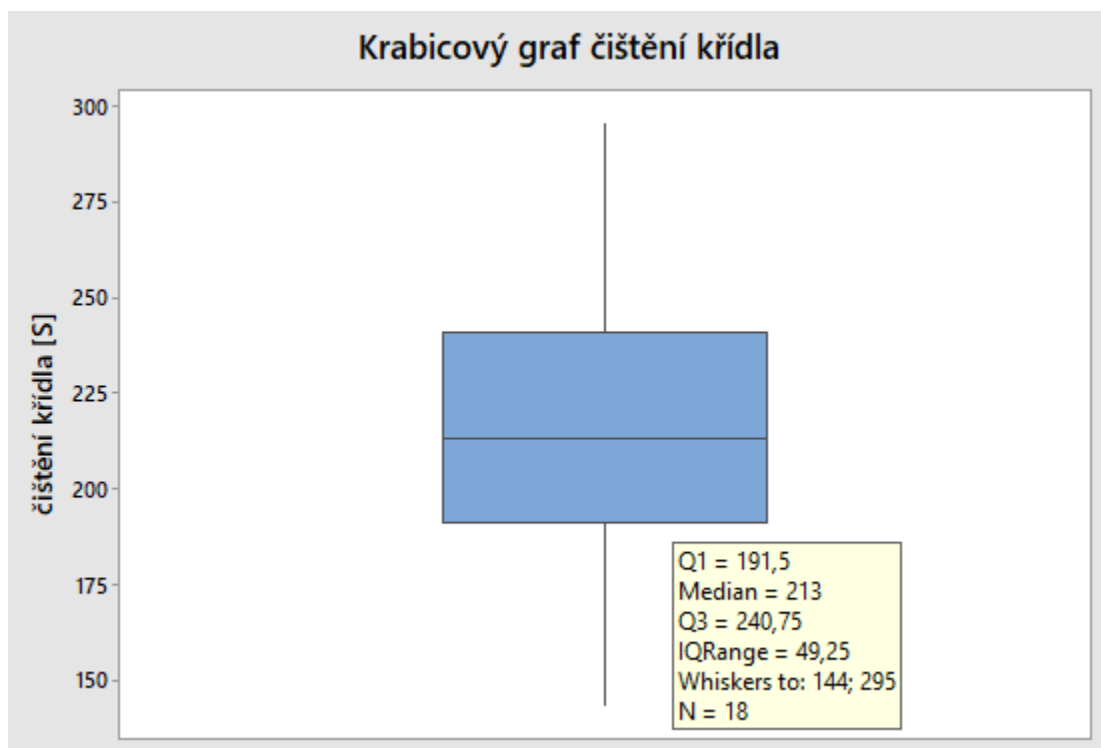 Krabicový graf čištění křídla
čištění křídla [S]
300
275
250
225
200
175
150
Q1 = 191,5
Median = 213
Q3 = 240,75
IQRange = 49,25
Whiskers to: 144; 295
N = 18